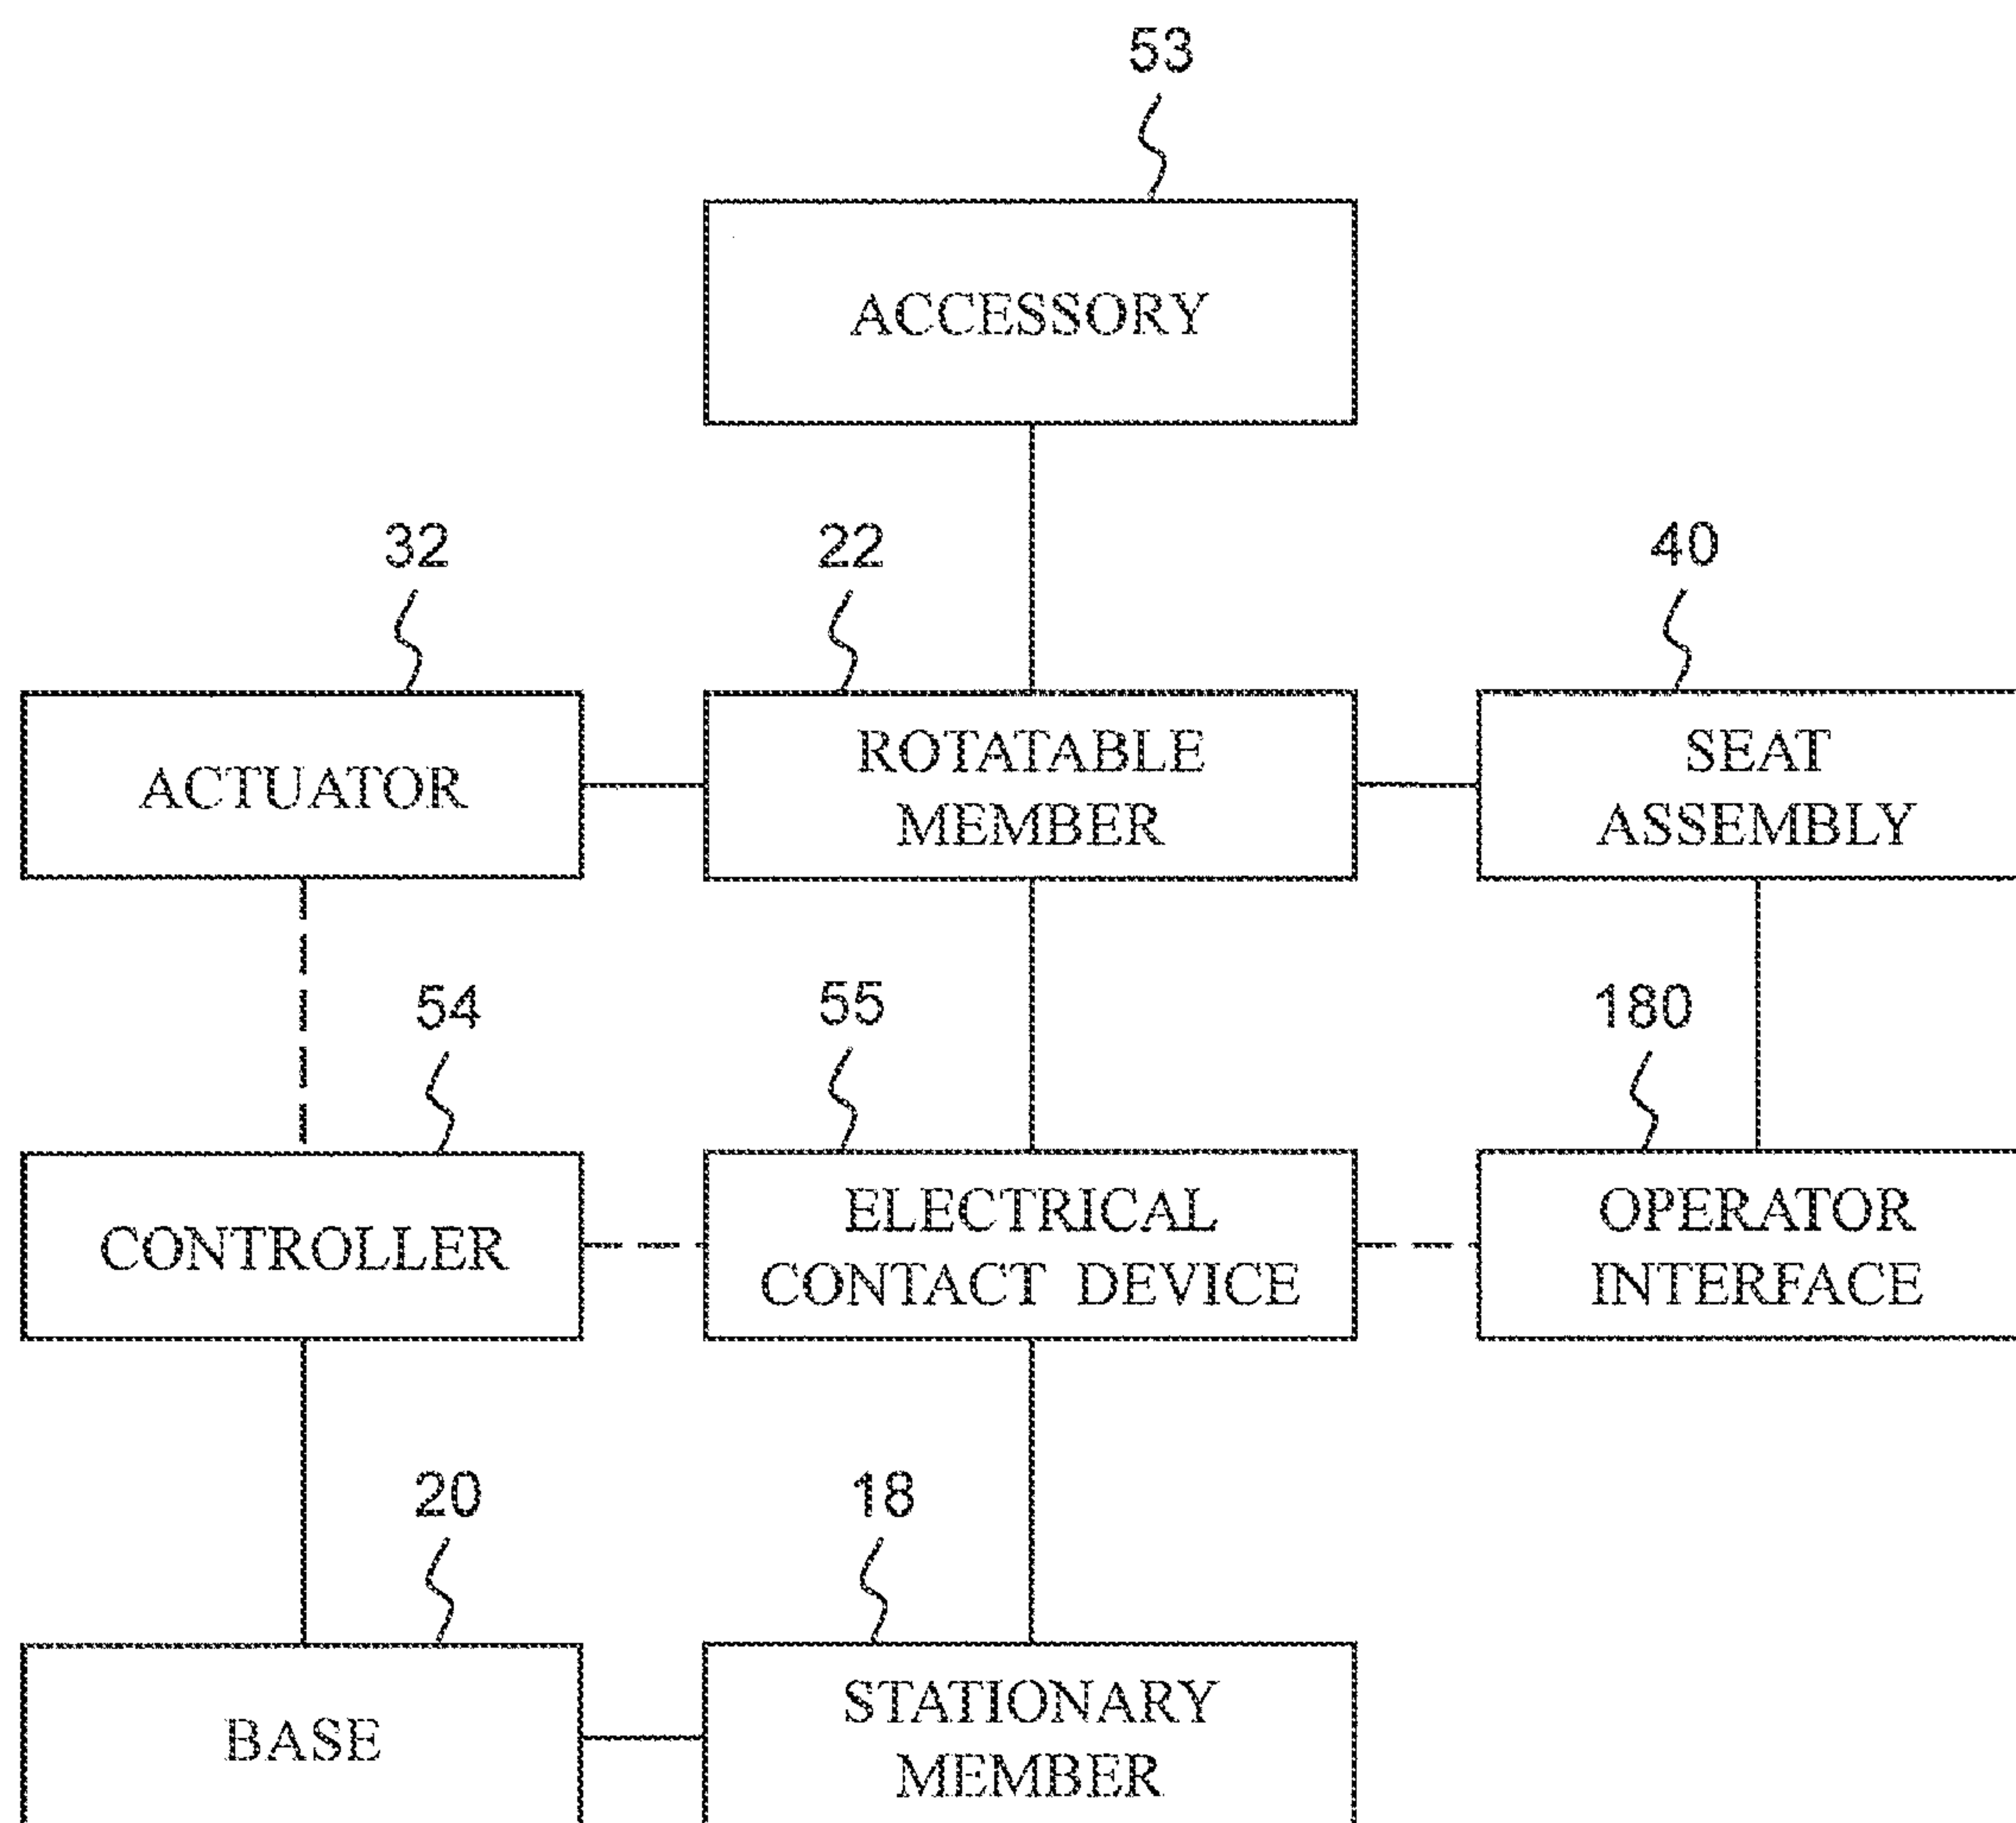 53
ACCESSORY
32
22
40
ACTUATOR
ROTATABLE
MEMBER
SEAT
ASSEMBLY
54
55
180
CONTROLLER
ELECTRICAL
CONTACT DEVICE
OPERATOR
INTERFACE
20
18
BASE
STATIONARY
MEMBER